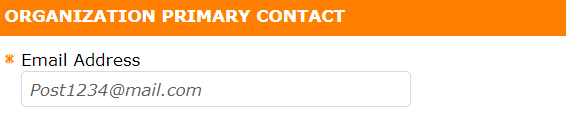 ORGANIZATION PRIMARY CONTACT
* Email Address
Post1234@mail.com